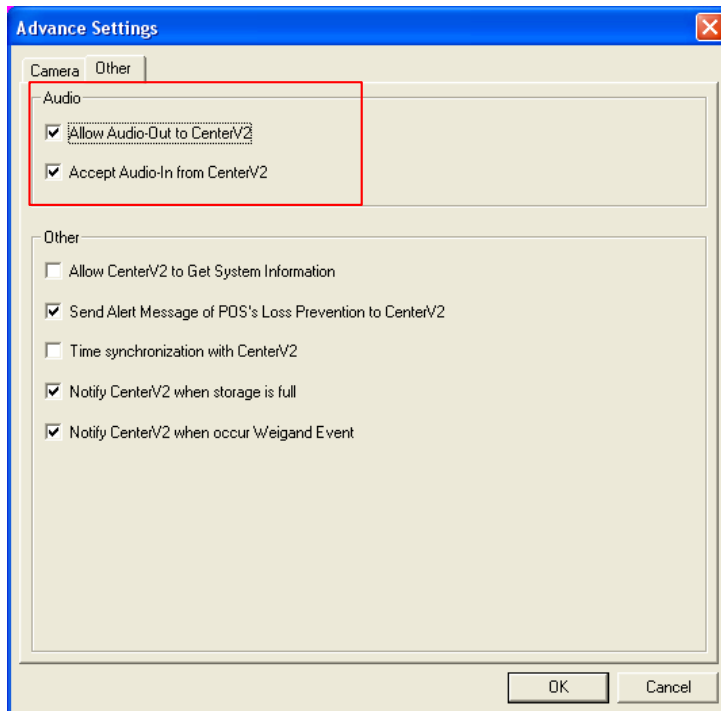 Advance Settings
Camera Other
Audio
Allow Audio-Out to CenterV2
Accept Audio-In from CenterV2
Other
Allow CenterV2 to Get System Information
Send Alert Message of POS's Loss Prevention to CenterV2
Time synchronization with CenterV2
Notify CenterV2 when storage is full
Notify CenterV2 when occur Weigand Event
OK Cancel